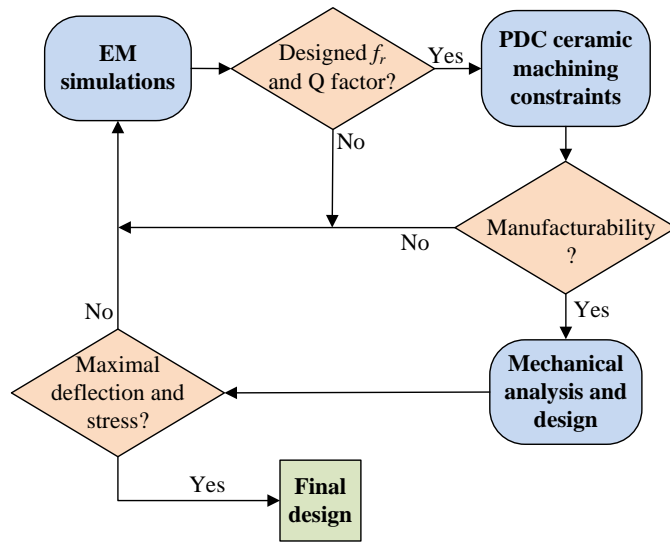 EM
simulations
Designed fr
and Q factor?
Yes
PDC ceramic
machining
constraints
No
Manufacturability
?
No
Yes
Mechanical
analysis and
design
Maximal
deflection and
stress?
No
Yes
Final
design